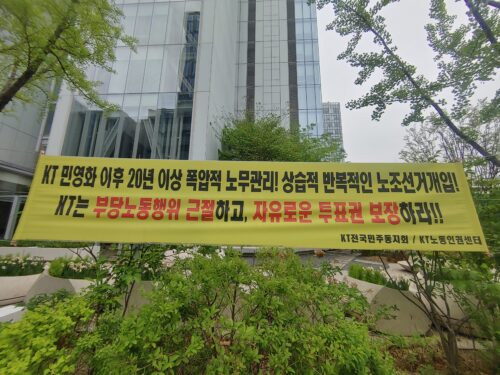 KT 민영화 이후 20년 이상 폭압적 노무관리! 상습적 반복적인 노조선거개입!
KT는 부당노동행위 근절하고, 자유로운 투표권 보장하라!!
KT전국민주동지회 / KT노동인권센터